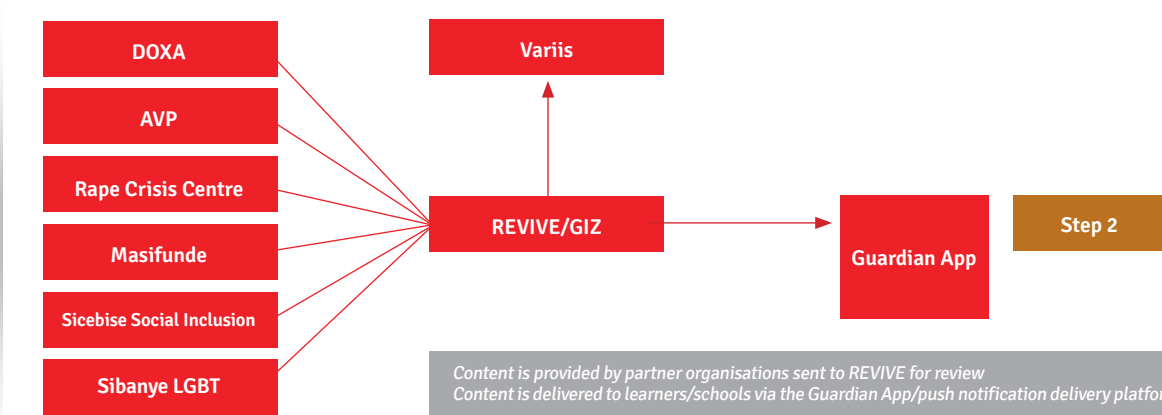 DOXA
AVP
Rape Crisis Centre
Masifunde
Sicebise Social Inclusion
Sibanye LGBT
Variis
REVIVE/GIZ
Guardian App
Step 2
Content is provided by partner organisations sent to REVIVE for review
Content is delivered to learners/schools via the Guardian App/push notification delivery